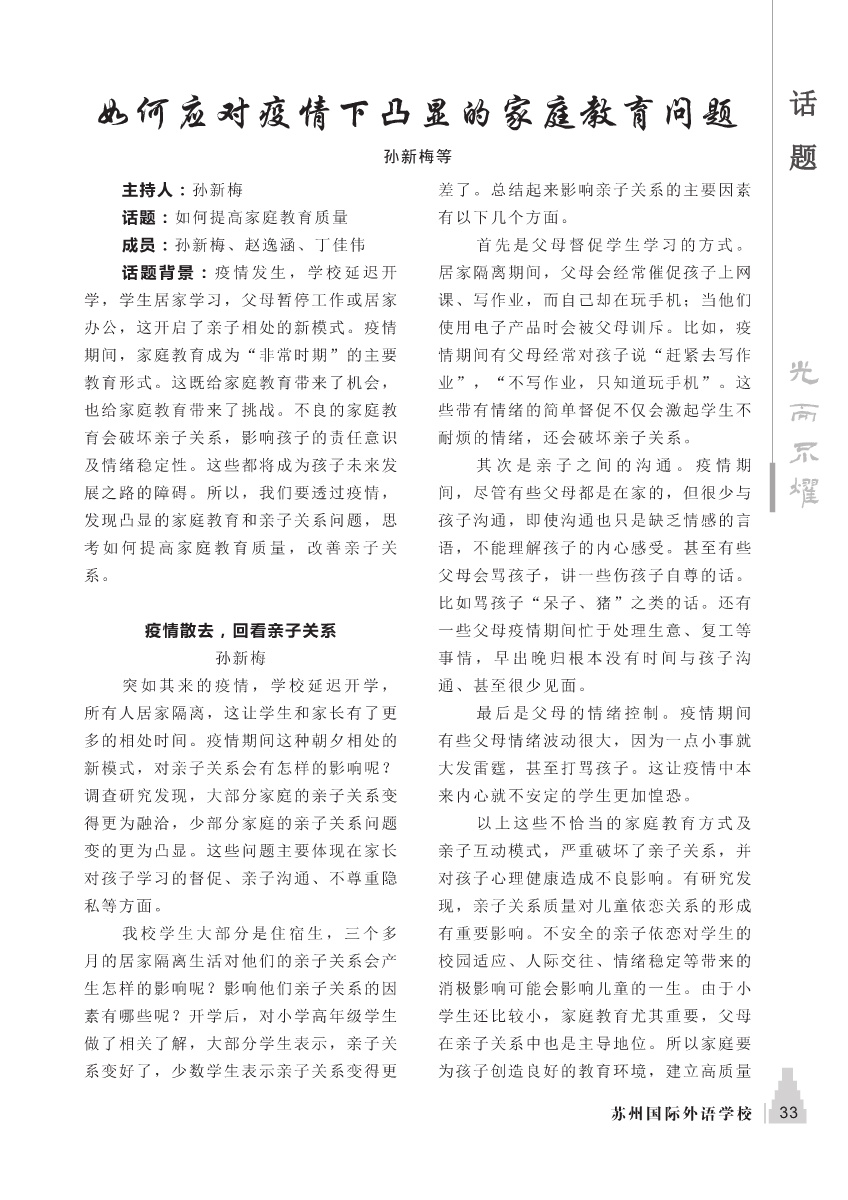 如何应对疫情下凸显的家庭教育问题
孙新梅等
主持人：孙新梅
话题：如何提高家庭教育质量
成员：孙新梅、赵逸涵、丁佳伟
话题背景：疫情发生，学校延迟开
学，学生居家学习，父母暂停工作或居家
办公，这开启了亲子相处的新模式。疫情
期间，家庭教育成为“非常时期”的主要
教育形式。这既给家庭教育带来了机会，
也给家庭教育带来了挑战。不良的家庭教
育会破坏亲子关系，影响孩子的责任意识
及情绪稳定性。这些都将成为孩子未来发
展之路的障碍。所以，我们要透过疫情，
发现凸显的家庭教育和亲子关系问题，思
考如何提高家庭教育质量，改善亲子关
系。
疫情散去，回看亲子关系
孙新梅
突如其来的疫情，学校延迟开学，
所有人居家隔离，这让学生和家长有了更
多的相处时间。疫情期间这种朝夕相处的
新模式，对亲子关系会有怎样的影响呢？
调查研究发现，大部分家庭的亲子关系变
得更为融洽，少部分家庭的亲子关系问题
变的更为凸显。这些问题主要体现在家长
对孩子学习的督促、亲子沟通、不尊重隐
私等方面。
我校学生大部分是住宿生，三个多
月的居家隔离生活对他们的亲子关系会产
生怎样的影响呢？影响他们亲子关系的因
素有哪些呢？开学后，对小学高年级学生
做了相关了解，大部分学生表示，亲子关
系变好了，少数学生表示亲子关系变得更
差了。总结起来影响亲子关系的主要因素
有以下几个方面。
首先是父母督促学生学习的方式。
居家隔离期间，父母会经常催促孩子上网
课、写作业，而自己却在玩手机；当他们
使用电子产品时会被父母训斥。比如，疫
情期间有父母经常对孩子说“赶紧去写作
业”，“不写作业，只知道玩手机”。这
些带有情绪的简单督促不仅会激起学生不
耐烦的情绪，还会破坏亲子关系。
其次是亲子之间的沟通。疫情期
间，尽管有些父母都是在家的，但很少与
孩子沟通，即使沟通也只是缺乏情感的言
语，不能理解孩子的内心感受。甚至有些
父母会骂孩子，讲一些伤孩子自尊的话。
比如骂孩子“呆子、猪”之类的话。还有
一些父母疫情期间忙于处理生意、复工等
事情，早出晚归根本没有时间与孩子沟
通、甚至很少见面。
最后是父母的情绪控制。疫情期间
有些父母情绪波动很大，因为一点小事就
大发雷霆，甚至打骂孩子。这让疫情中本
来内心就不安定的学生更加惶恐。
以上这些不恰当的家庭教育方式及
亲子互动模式，严重破坏了亲子关系，并
对孩子心理健康造成不良影响。有研究发
现，亲子关系质量对儿童依恋关系的形成
有重要影响。不安全的亲子依恋对学生的
校园适应、人际交往、情绪稳定等带来的
消极影响可能会影响儿童的一生。由于小
学生还比较小，家庭教育尤其重要，父母
在亲子关系中也是主导地位。所以家庭要
为孩子创造良好的教育环境，建立高质量
话题
光而不耀
苏州国际外语学校
33